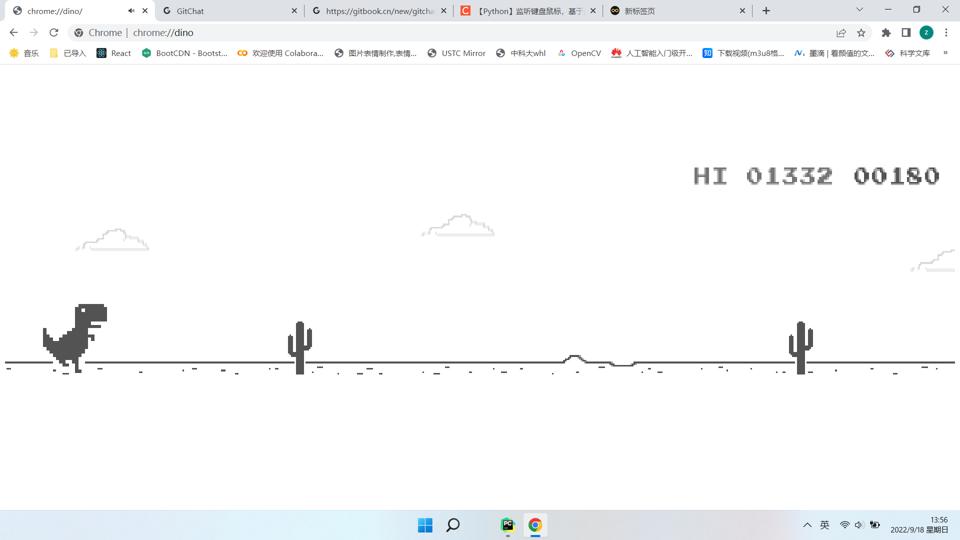 chrome://dino/
GitChat
https://gitbook.cn/new/gitcha
【Python】监听键盘鼠标，基于
新标签页
Chrome | chrome://dino
音乐
已导入
React
BootCDN - Bootst...
欢迎使用 Colabora...
图片表情制作,表情...
USTC Mirror
中科大whl
OpenCV
人工智能入门极开...
下载视频(m3u8格...
墨滴 | 看颜值的文...
科学文库
»
HI 01332 00180
英
13:56
2022/9/18 星期日